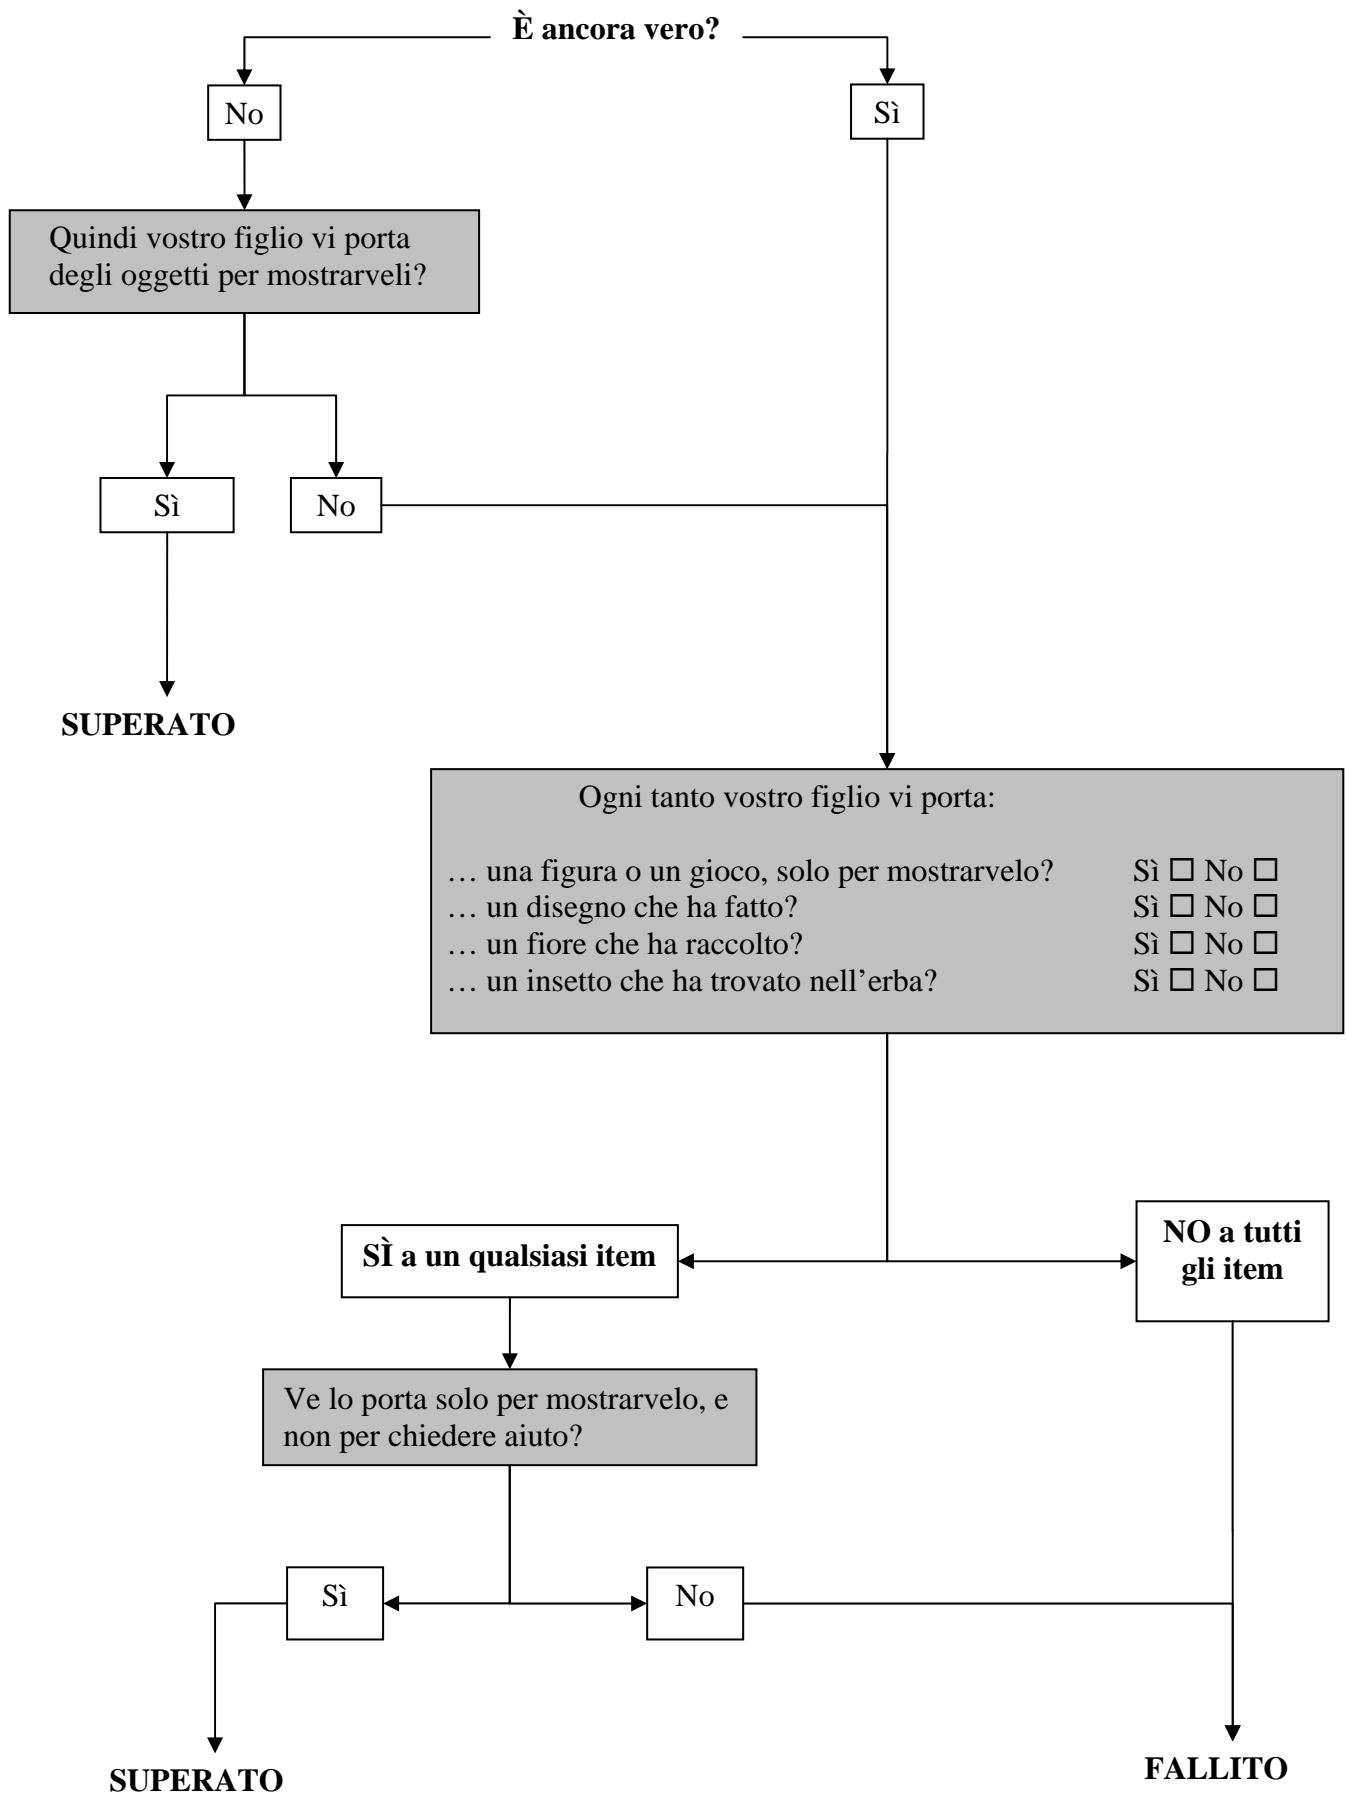 È ancora vero?
No
Sì
Quindi vostro figlio vi porta
degli oggetti per mostrarveli?
Sì
No
SUPERATO
Ogni tanto vostro figlio vi porta:
… una figura o un gioco, solo per mostrarvelo? Sì ☐ No ☐
… un disegno che ha fatto? Sì ☐ No ☐
… un fiore che ha raccolto? Sì ☐ No ☐
… un insetto che ha trovato nell’erba? Sì ☐ No ☐
SÌ a un qualsiasi item
NO a tutti
gli item
Ve lo porta solo per mostrarvelo, e
non per chiedere aiuto?
Sì
No
SUPERATO
FALLITO